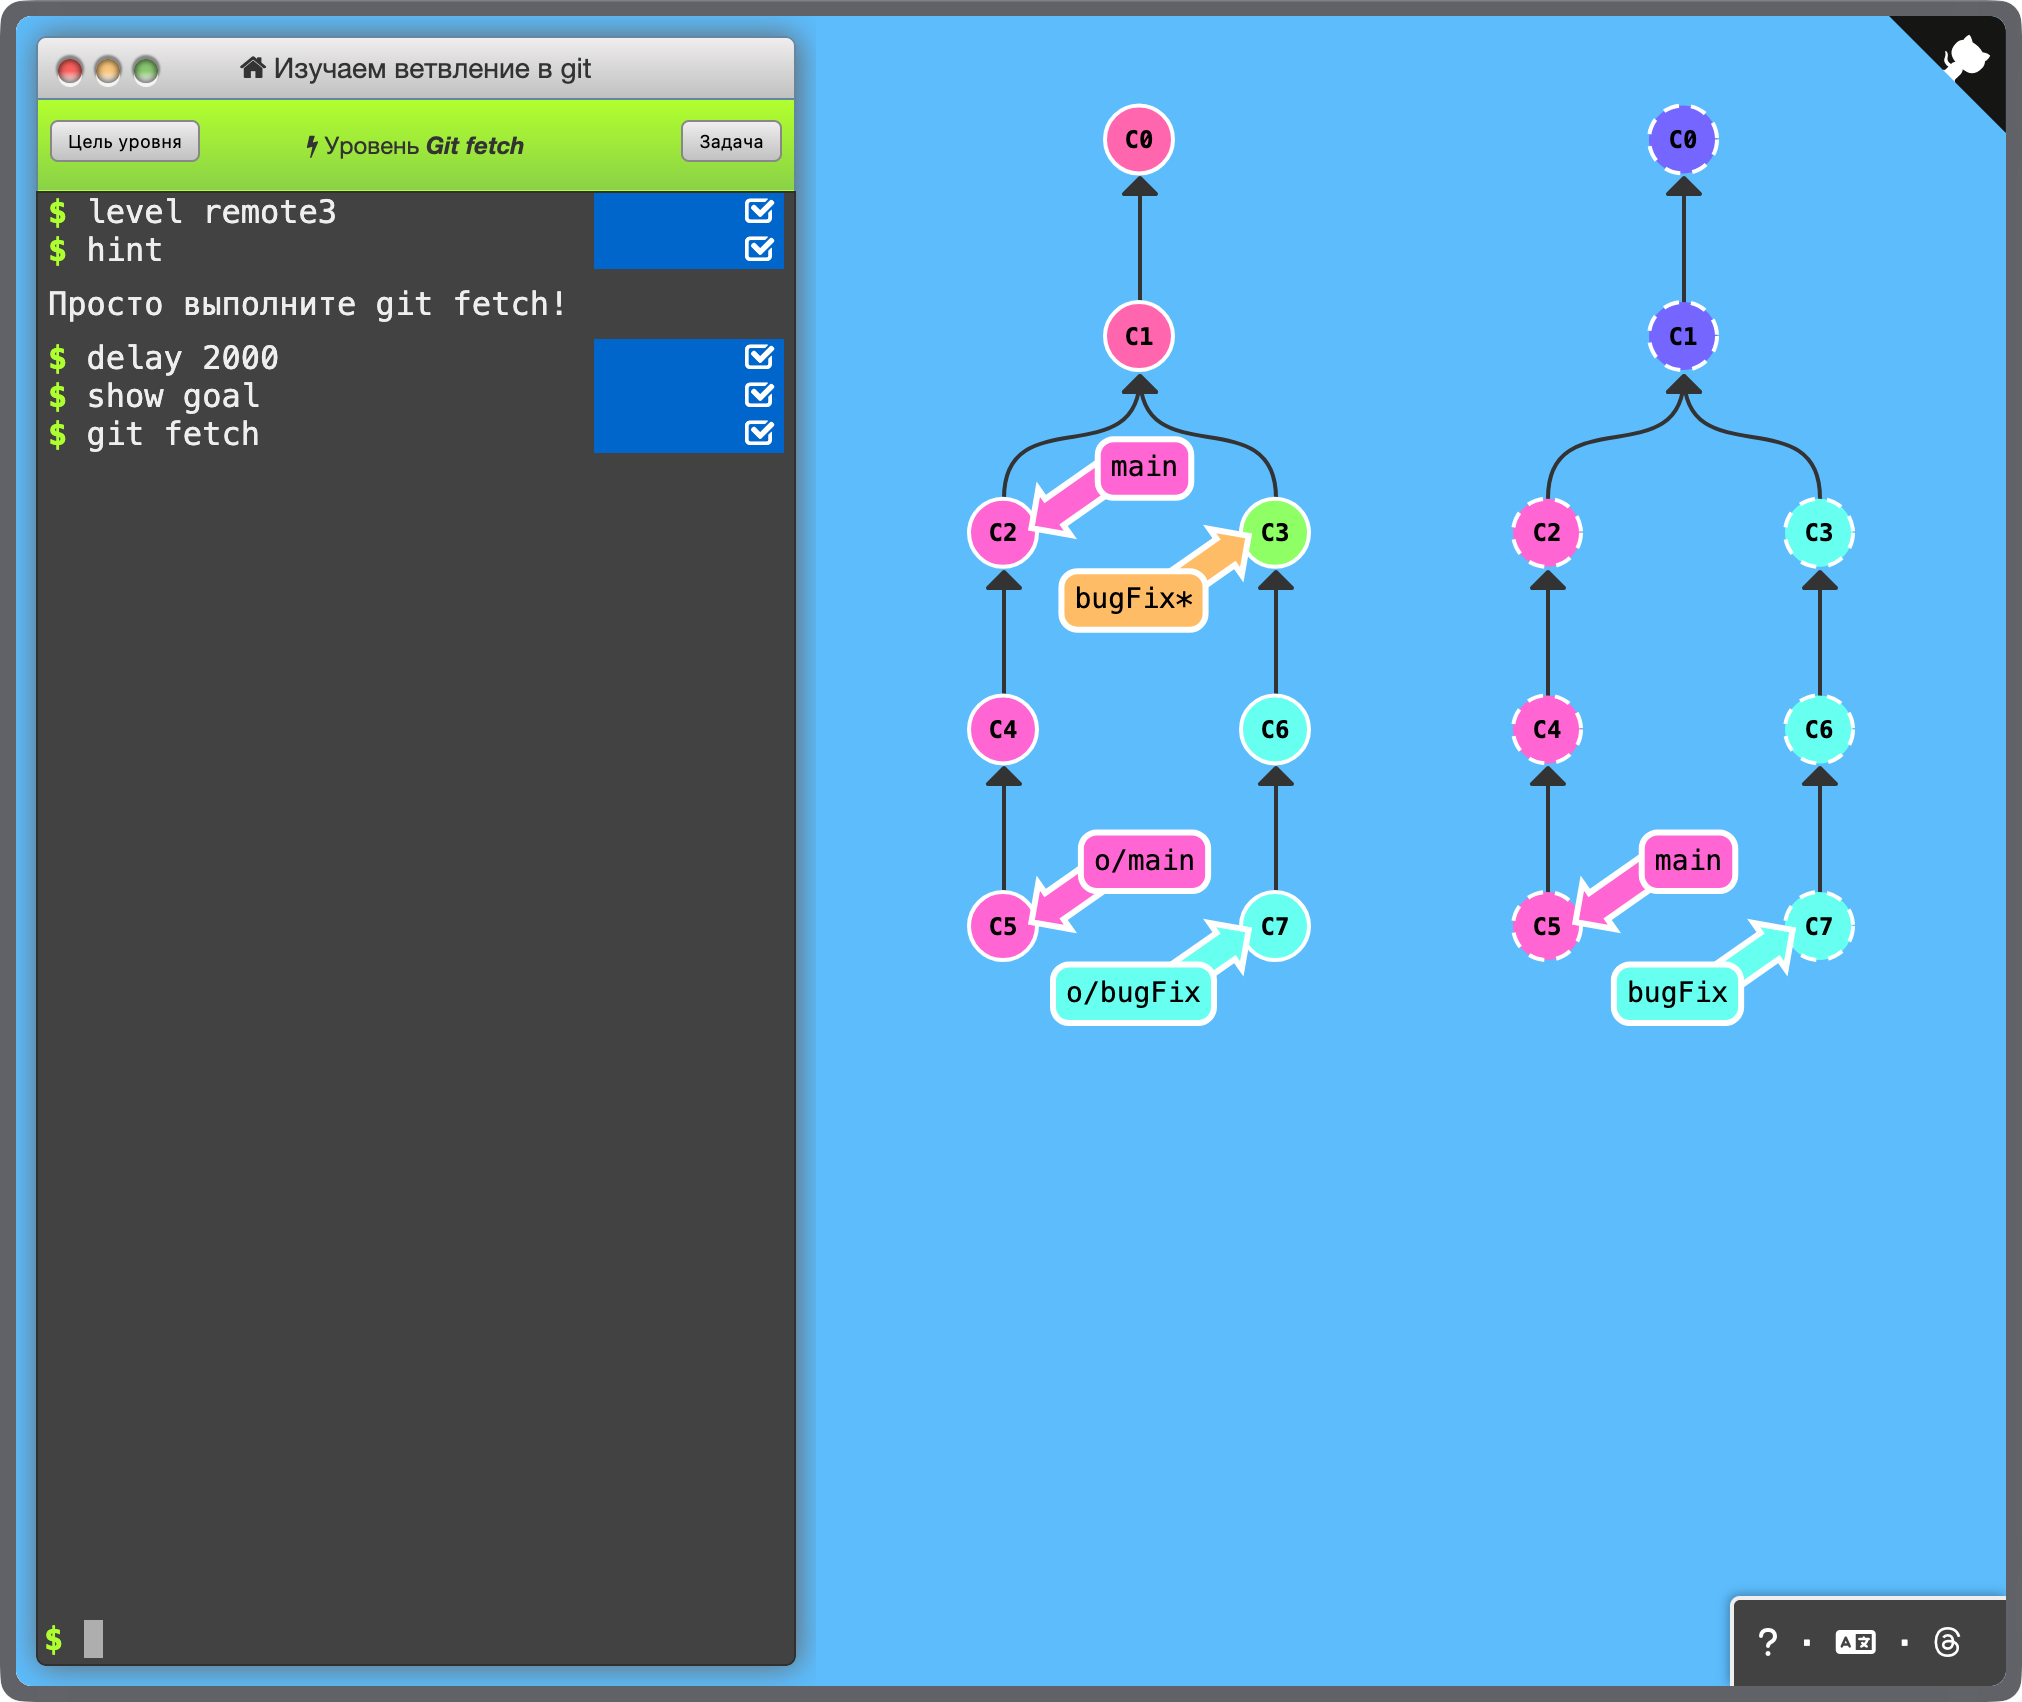 Изучаем ветвление в git
Цель уровня
Уровень Git fetch
Задача
$ level remote3
$ hint
Просто выполните git fetch!
$ delay 2000
$ show goal
$ git fetch
$
C0
C1
main
C2
C3
bugFix*
C4
C6
o/main
C5
C7
o/bugFix
C0
C1
C2
C3
C4
C6
main
C5
C7
bugFix
? · A文 ·